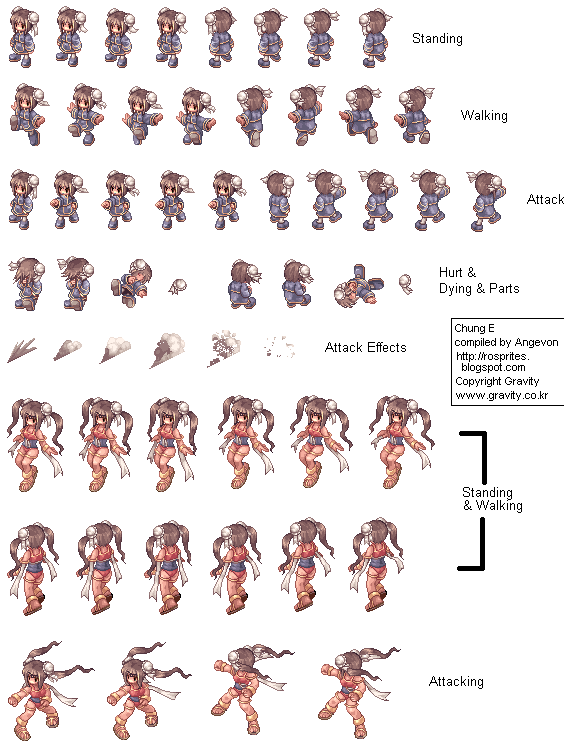 Standing
Walking
Attack
Hurt &
Dying & Parts
Attack Effects
Chung E
compiled by Angevon
http://rosprites.
blogspot.com
Copyright Gravity
www.gravity.co.kr
Standing
& Walking
Attacking